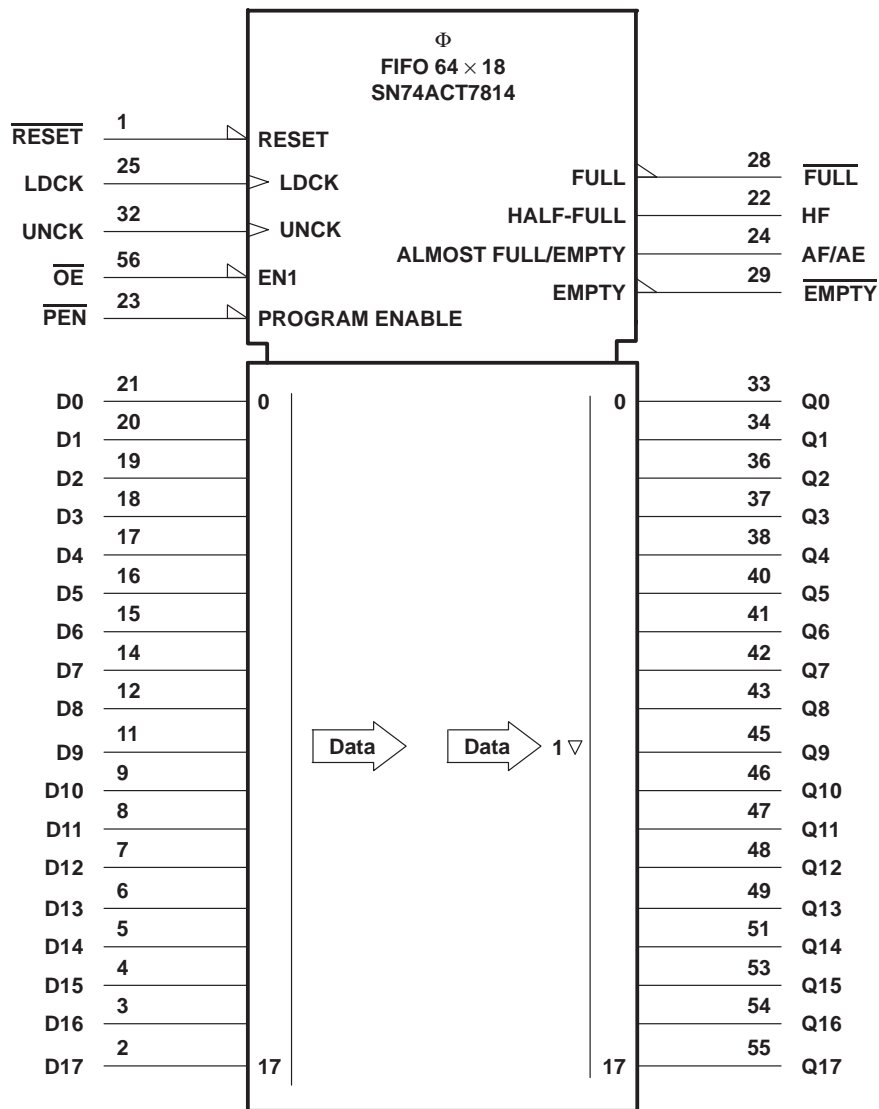 Φ
FIFO 64 × 18
SN74ACT7814
RESET 1 RESET
LDCK 25 LDCK
UNCK 32 UNCK
OE 56 EN1
PEN 23 PROGRAM ENABLE
FULL 28 FULL
HALF-FULL 22 HF
ALMOST FULL/EMPTY 24 AF/AE
EMPTY 29 EMPTY
D0 21 0 0 33 Q0
D1 20 34 Q1
D2 19 36 Q2
D3 18 37 Q3
D4 17 38 Q4
D5 16 40 Q5
D6 15 41 Q6
D7 14 42 Q7
D8 12 43 Q8
D9 11 Data Data 1 ▽ 45 Q9
D10 9 46 Q10
D11 8 47 Q11
D12 7 48 Q12
D13 6 49 Q13
D14 5 51 Q14
D15 4 53 Q15
D16 3 54 Q16
D17 2 17 17 55 Q17